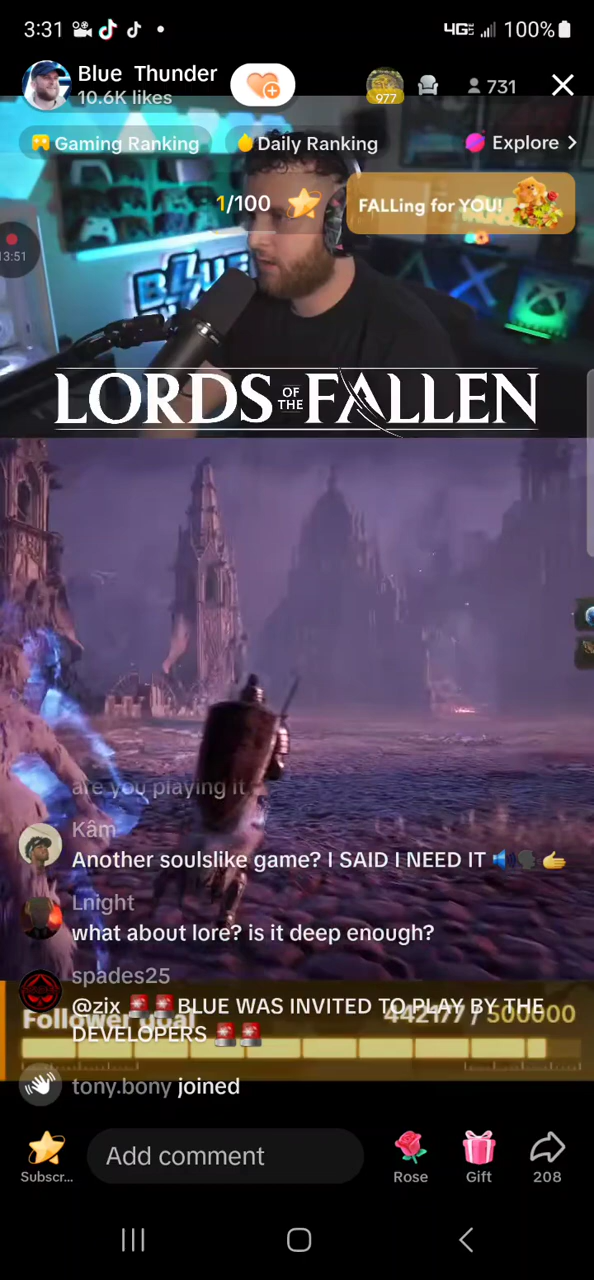 3:31
4G
100%
Blue Thunder
10.6K likes
977
731
Gaming Ranking
Daily Ranking
Explore
1/100
FALLing for YOU!
13:51
BLUE
LORDS OF THE FALLEN
are you playing it
Kâm
Another soulslike game? I SAID I NEED IT 🔊🗣️🫱
Lnight
what about lore? is it deep enough?
spades25
@zix 🚨🚨 BLUE WAS INVITED TO PLAY BY THE
DEVELOPERS 🚨🚨
Follower goal
442177 / 500000
tony.bony joined
Subscr...
Add comment
Rose
Gift
208